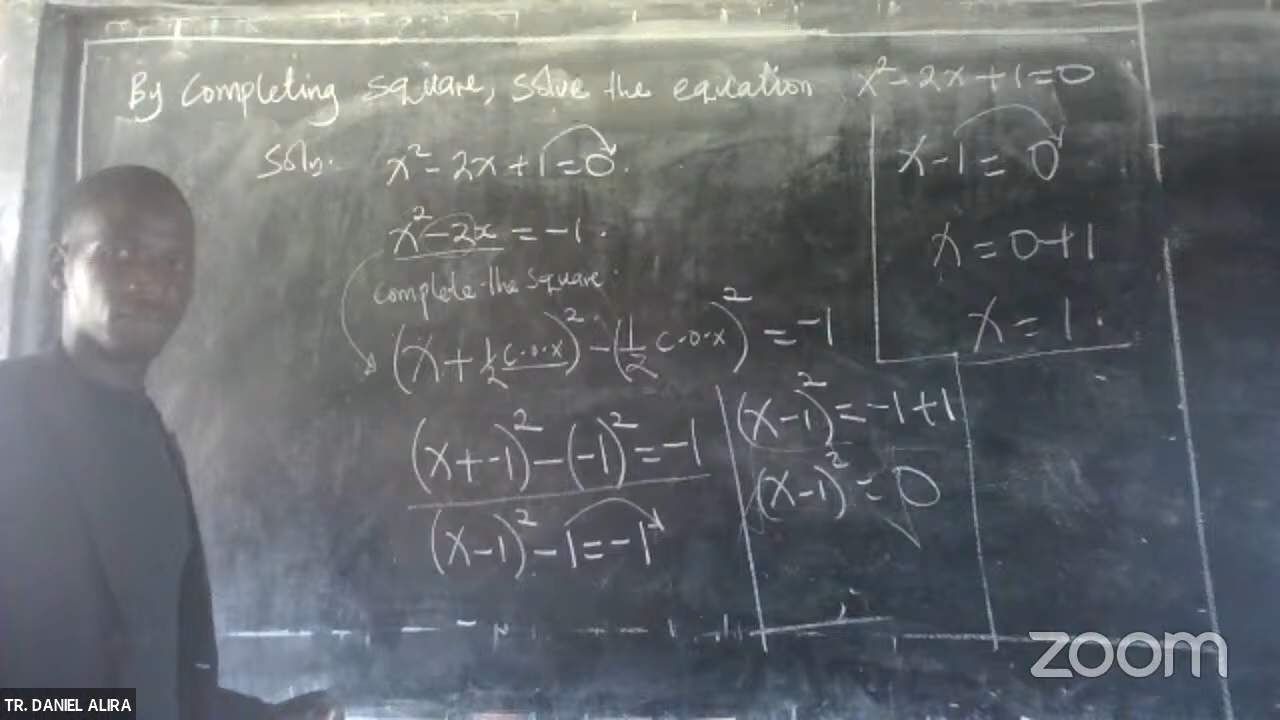 By Completing square, solve the equation x² - 2x + 1 = 0
Soln. x² - 2x + 1 = 0.
x² - 2x = -1.
complete the square.
(x + 1/2 c.o.x)² - (1/2 c.o.x)² = -1
(x + -1)² - (-1)² = -1
(x - 1)² - 1 = -1
(x - 1)² = -1 + 1
(x - 1)² = 0
x - 1 = 0
x = 0 + 1
x = 1.
zoom
TR. DANIEL ALIRA